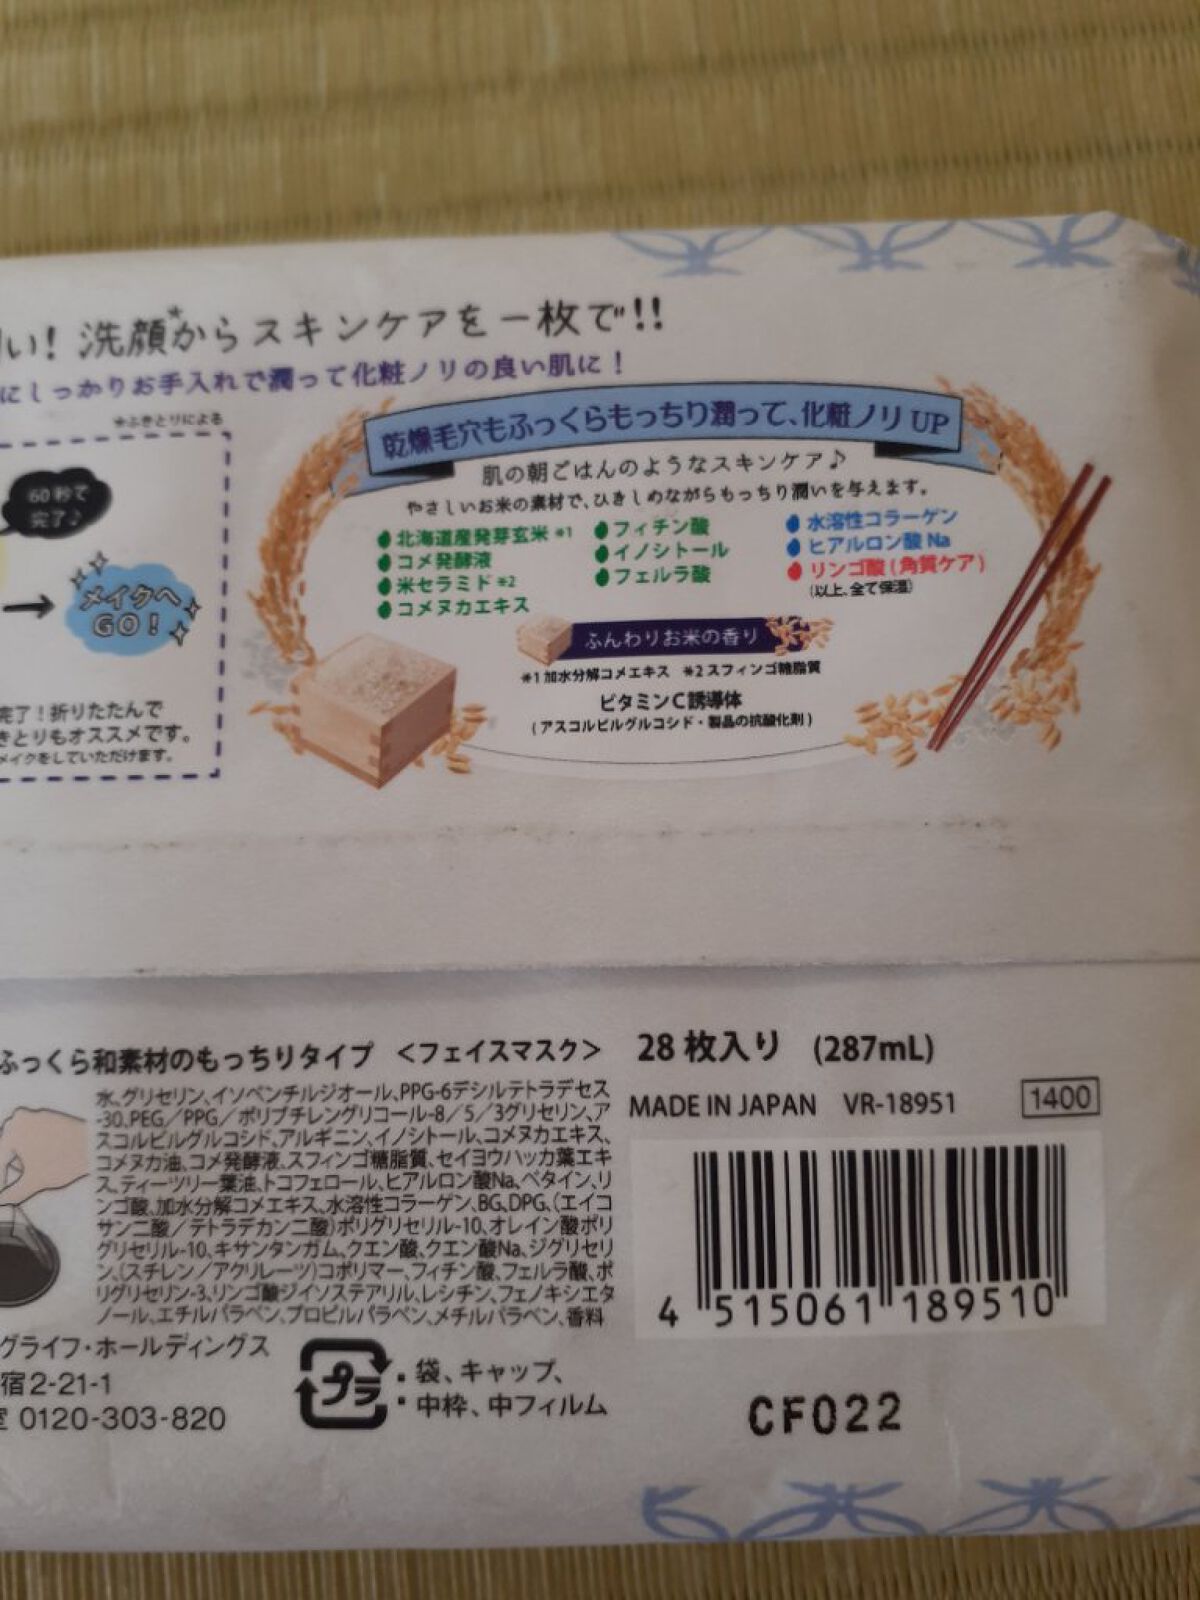 い! 洗顔*からスキンケアを一枚で!!
にしっかりお手入れで潤って化粧ノリの良い肌に!
*ふきとりによる
60秒で
完了♪
メイクへ
GO!
完了!折りたたんで
きとりもオススメです。
メイクをしていただけます。
乾燥毛穴もふっくらもっちり潤って、化粧ノリUP
肌の朝ごはんのようなスキンケア♪
やさしいお米の素材で、ひきしめながらもっちり潤いを与えます。
北海道産発芽玄米*1
コメ発酵液
米セラミド*2
コメヌカエキス
フィチン酸
イノシトール
フェルラ酸
水溶性コラーゲン
ヒアルロン酸Na
リンゴ酸(角質ケア)
(以上、全て保湿)
ふんわりお米の香り
*1 加水分解コメエキス *2 スフィンゴ糖脂質
ビタミンC誘導体
(アスコルビルグルコシド・製品の抗酸化剤)
ふっくら和素材のもっちりタイプ <フェイスマスク>
水、グリセリン、イソペンチルジオール、PPG-6デシルテトラデセス
-30、PEG/PPG/ポリブチレングリコール-8/5/3グリセリン、ア
スコルビルグルコシド、アルギニン、イノシトール、コメヌカエキス、
コメヌカ油、コメ発酵液、スフィンゴ糖脂質、セイヨウハッカ葉エキ
ス、ティーツリー葉油、トコフェロール、ヒアルロン酸Na、ベタイン、リ
ンゴ酸、加水分解コメエキス、水溶性コラーゲン、BG、DPG、(エイコ
サン二酸/テトラデカン二酸)ポリグリセリル-10、オレイン酸ポリ
グリセリル-10、キサンタンガム、クエン酸、クエン酸Na、ジグリセリ
ン、(スチレン/アクリレーツ)コポリマー、フィチン酸、フェルラ酸、ポ
リグリセリン-3、リンゴ酸ジイソステアリル、レシチン、フェノキシエタ
ノール、エチルパラベン、プロピルパラベン、メチルパラベン、香料
28枚入り (287mL)
MADE IN JAPAN VR-18951 1400
4 515061 189510
CF022
グライフ・ホールディングス
宿2-21-1
室 0120-303-820
プラ
: 袋、キャップ、
: 中枠、中フィルム